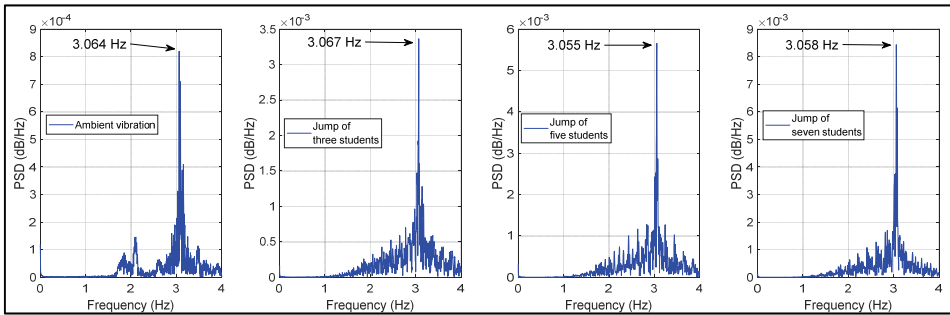 ×10⁻⁴
3.064 Hz
Ambient vibration
PSD (dB/Hz)
9
8
7
6
5
4
3
2
1
0
0 1 2 3 4
Frequency (Hz)
×10⁻³
3.067 Hz
Jump of
three students
PSD (dB/Hz)
3.5
3
2.5
2
1.5
1
0.5
0
0 1 2 3 4
Frequency (Hz)
×10⁻³
3.055 Hz
Jump of
five students
PSD (dB/Hz)
6
5
4
3
2
1
0
0 1 2 3 4
Frequency (Hz)
×10⁻³
3.058 Hz
Jump of
seven students
PSD (dB/Hz)
9
8
7
6
5
4
3
2
1
0
0 1 2 3 4
Frequency (Hz)